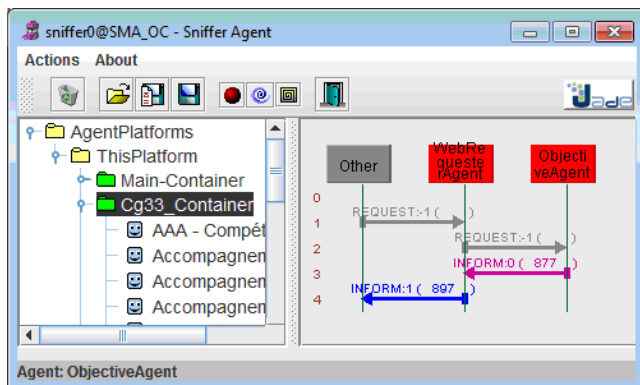 sniffer0@SMA_OC - Sniffer Agent
Actions About
Jade
AgentPlatforms
ThisPlatform
Main-Container
Cg33_Container
AAA - Compét
Accompagnen
Accompagnen
Accompagnen
Other
WebRe
queste
rAgent
Objecti
veAgent
0
1
REQUEST:-1 ( )
2
REQUEST:-1 ( )
3
INFORM:0 ( 877 )
4
INFORM:1 ( 897 )
Agent: ObjectiveAgent